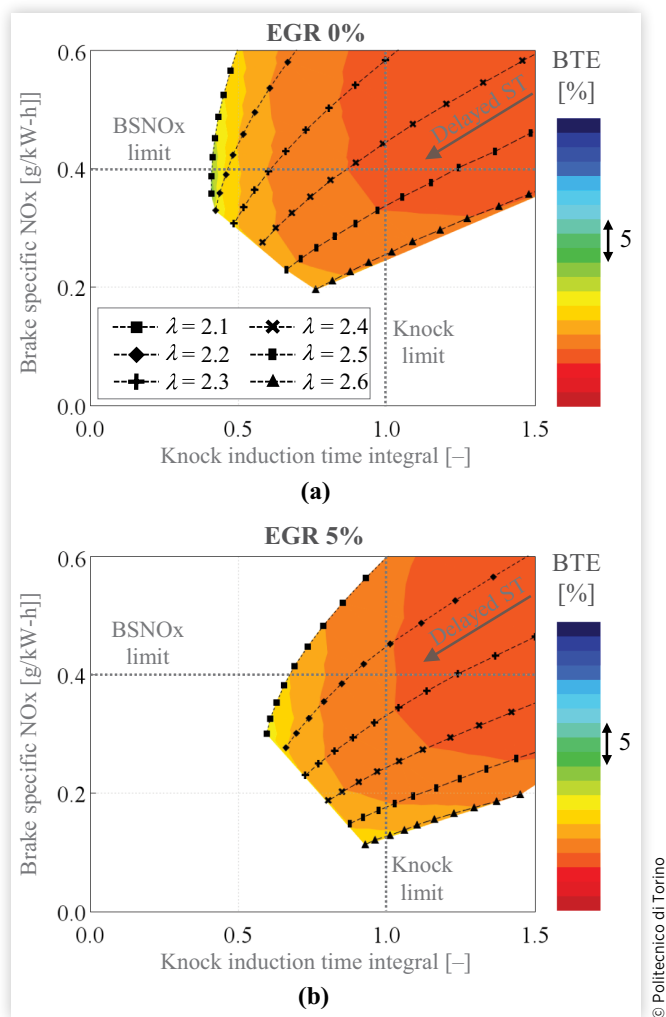 EGR 0%
BTE
[%]
0.6
Delayed ST
BSNOx
limit
0.4
5
Brake specific NOx [g/kW-h]]
0.2
λ = 2.1
λ = 2.4
λ = 2.2
λ = 2.5
λ = 2.3
λ = 2.6
Knock
limit
0.0
0.0
0.5
1.0
1.5
Knock induction time integral [–]
(a)
EGR 5%
BTE
[%]
0.6
Delayed ST
BSNOx
limit
0.4
5
Brake specific NOx [g/kW-h]]
0.2
Knock
limit
0.0
0.0
0.5
1.0
1.5
Knock induction time integral [–]
(b)
© Politecnico di Torino